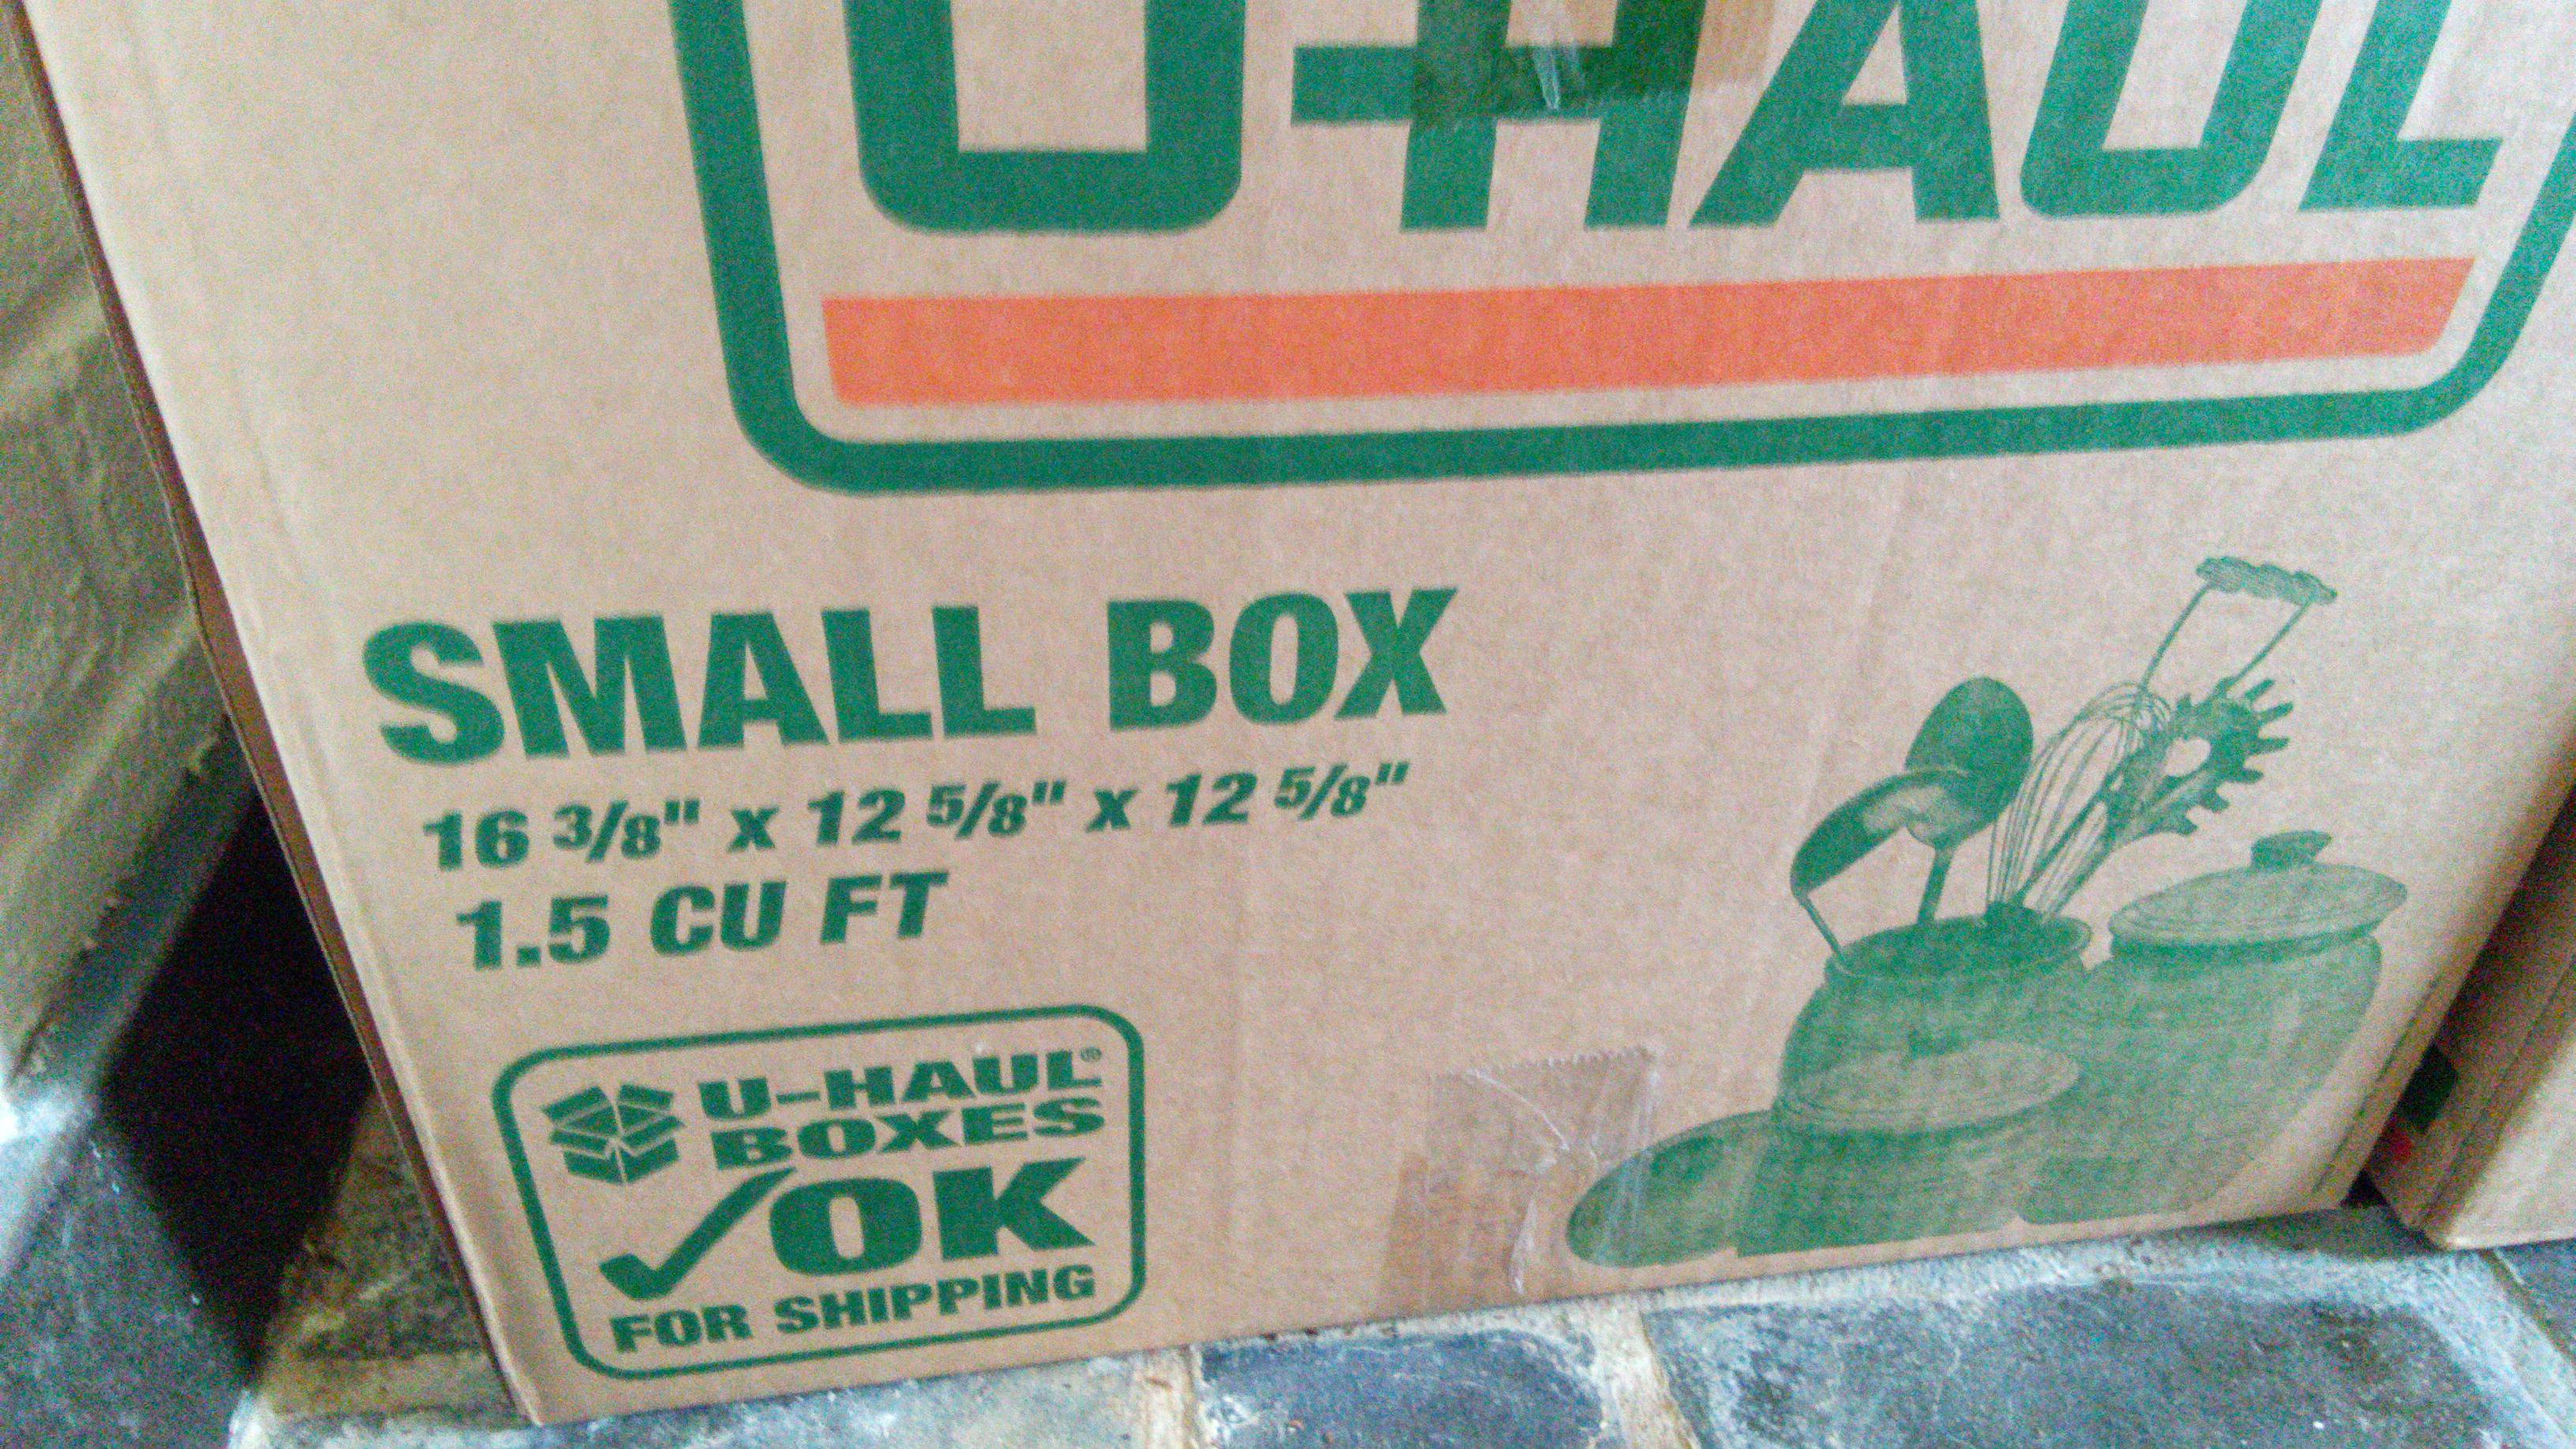 U-HAUL
SMALL BOX
16 3/8" x 12 5/8" x 12 5/8"
1.5 CU FT
U-HAUL®
BOXES
✓OK
FOR SHIPPING